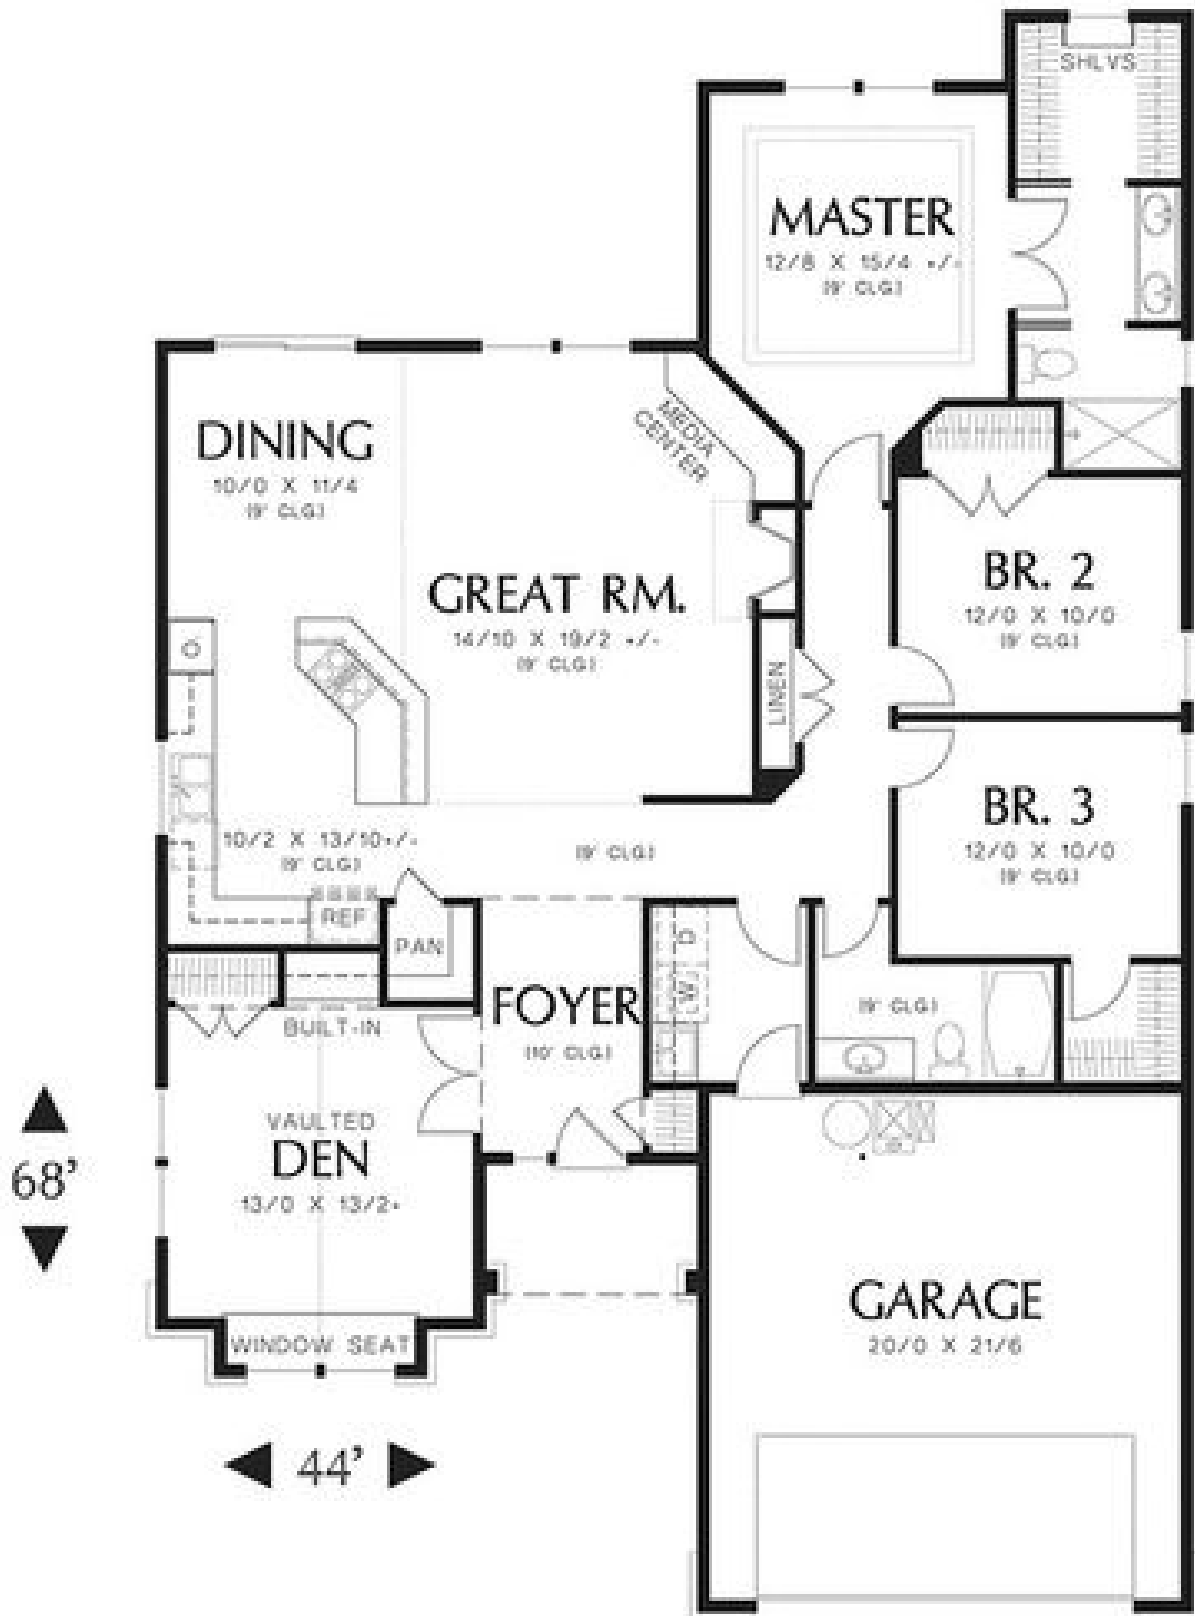 SHLVS
MASTER
12/8 X 15/4 +/-
(9' CLG)
DINING
10/0 X 11/4
(9' CLG)
MEDIA
CENTER
GREAT RM.
14/10 X 19/2 +/-
(9' CLG)
BR. 2
12/0 X 10/0
(9' CLG)
LINEN
BR. 3
12/0 X 10/0
(9' CLG)
10/2 X 13/10+/-
(9' CLG)
(9' CLG)
REF
PAN
D
W
FOYER
(10' CLG)
(9' CLG)
BUILT-IN
VAULTED
DEN
13/0 X 13/2+
68'
GARAGE
20/0 X 21/6
WINDOW SEAT
44'